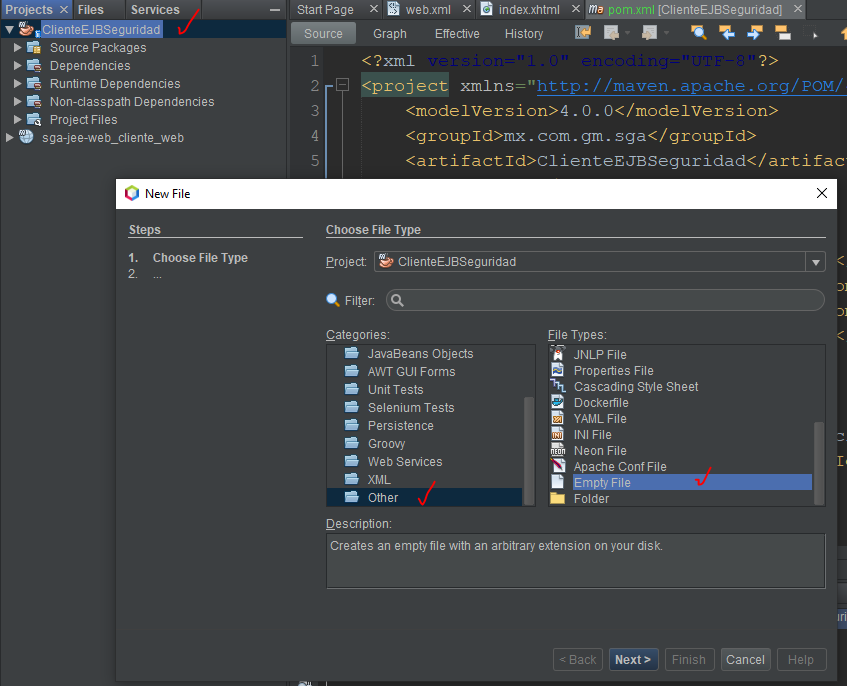 Projects Files Services
ClienteEJBSeguridad
Source Packages
Dependencies
Runtime Dependencies
Non-classpath Dependencies
Project Files
sga-jee-web_cliente_web
Start Page web.xml index.xhtml pom.xml [ClienteEJBSeguridad]
Source Graph Effective History
1 <?xml version="1.0" encoding="UTF-8"?>
2 <project xmlns="http://maven.apache.org/POM/
3 <modelVersion>4.0.0</modelVersion>
4 <groupId>mx.com.gm.sga</groupId>
5 <artifactId>ClienteEJBSeguridad</artifac
New File
Steps
1. Choose File Type
2. ...
Choose File Type
Project: ClienteEJBSeguridad
Filter:
Categories:
JavaBeans Objects
AWT GUI Forms
Unit Tests
Selenium Tests
Persistence
Groovy
Web Services
XML
Other
File Types:
JNLP File
Properties File
Cascading Style Sheet
Dockerfile
YAML File
INI File
Neon File
Apache Conf File
Empty File
Folder
Description:
Creates an empty file with an arbitrary extension on your disk.
< Back Next > Finish Cancel Help